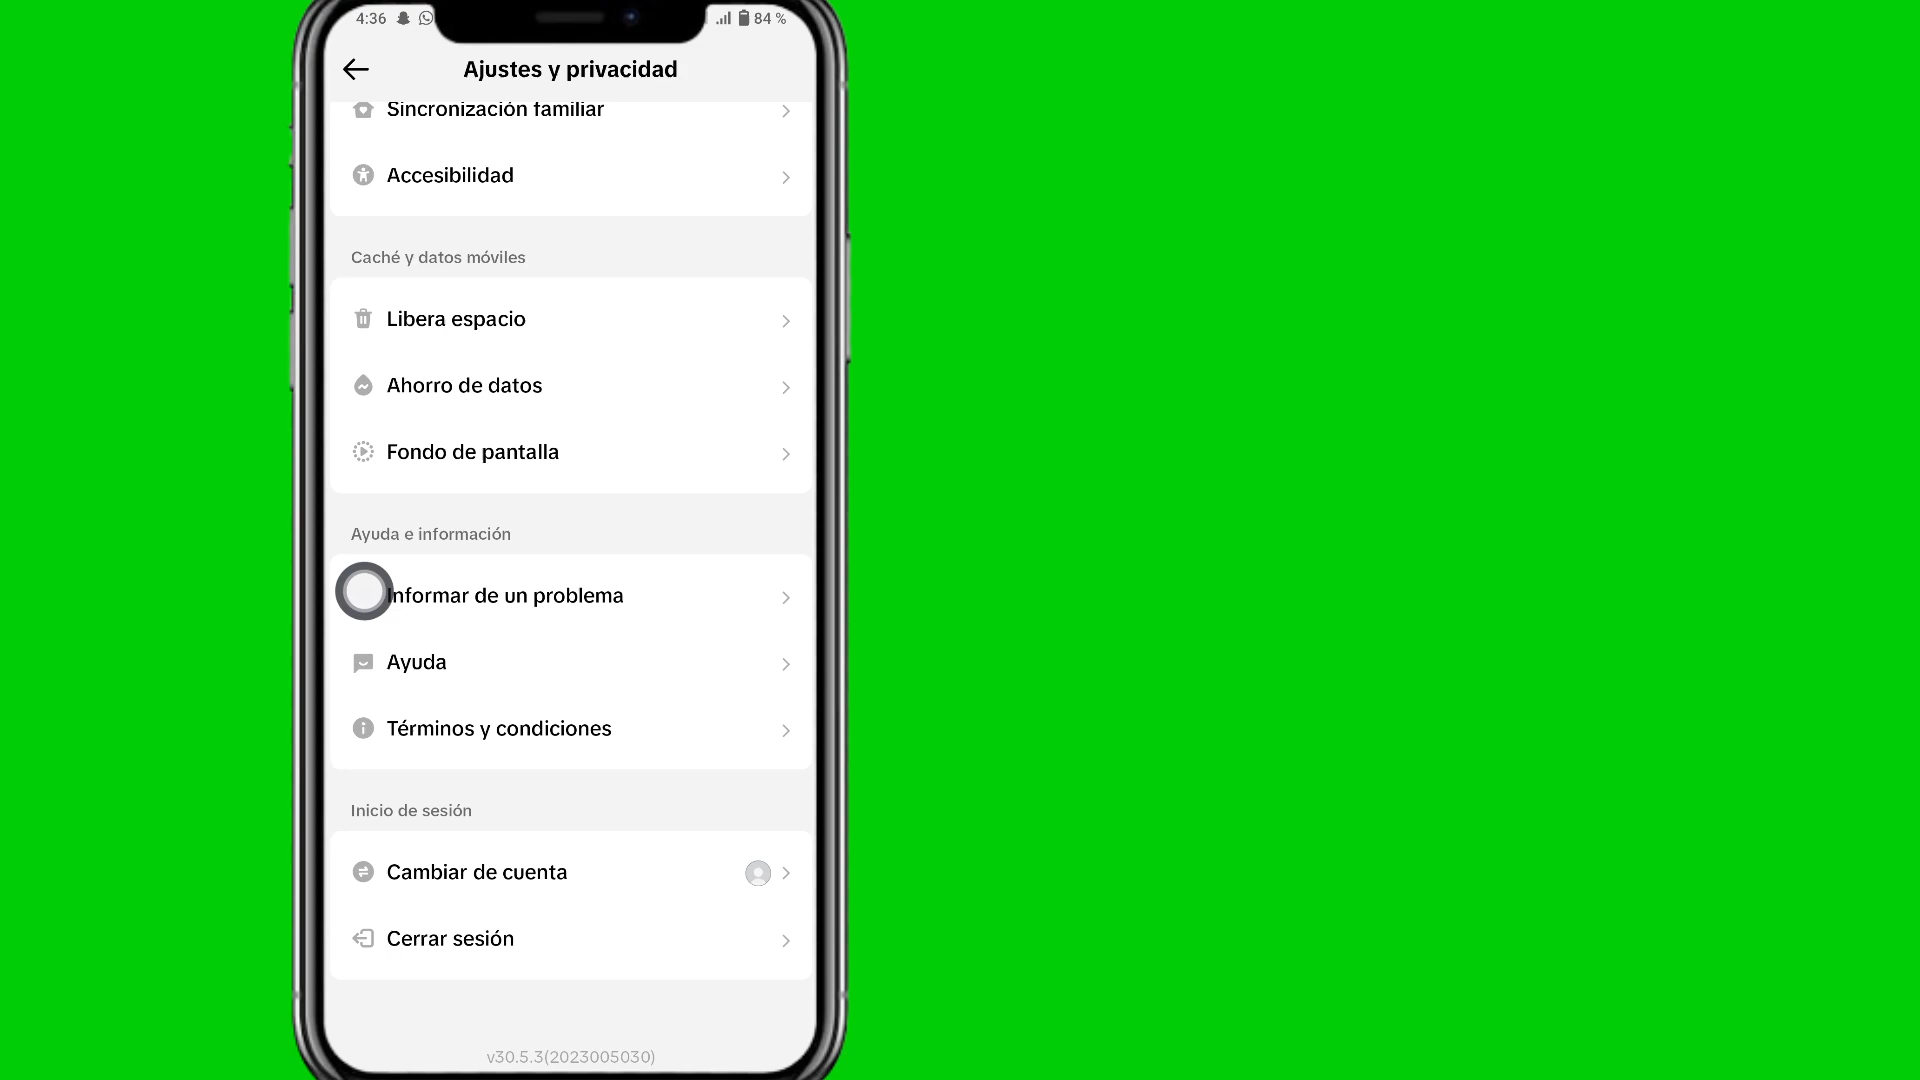 4:36
84 %
Ajustes y privacidad
Sincronización familiar
Accesibilidad
Caché y datos móviles
Libera espacio
Ahorro de datos
Fondo de pantalla
Ayuda e información
Informar de un problema
Ayuda
Términos y condiciones
Inicio de sesión
Cambiar de cuenta
Cerrar sesión
v30.5.3(2023005030)